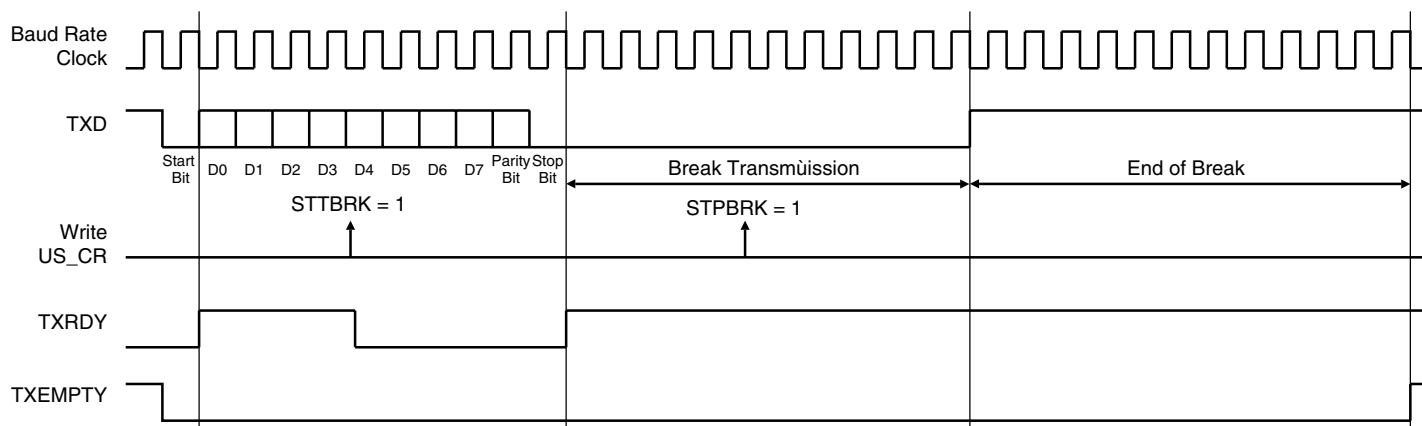 Baud Rate
Clock
TXD
Start
Bit
D0 D1 D2 D3 D4 D5 D6 D7
Parity
Bit
Stop
Bit
Break Transmùission
End of Break
STTBRK = 1
STPBRK = 1
Write
US_CR
TXRDY
TXEMPTY